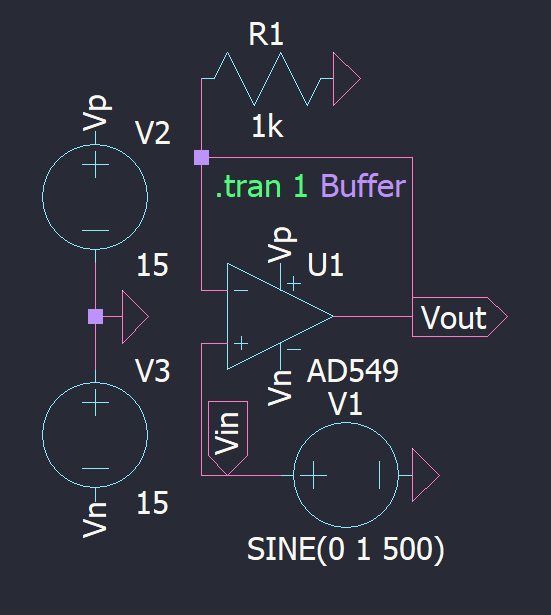 R1
1k
Vp
V2
15
.tran 1 Buffer
Vp
U1
Vout
Vn
AD549
V3
15
Vn
Vin
V1
SINE(0 1 500)